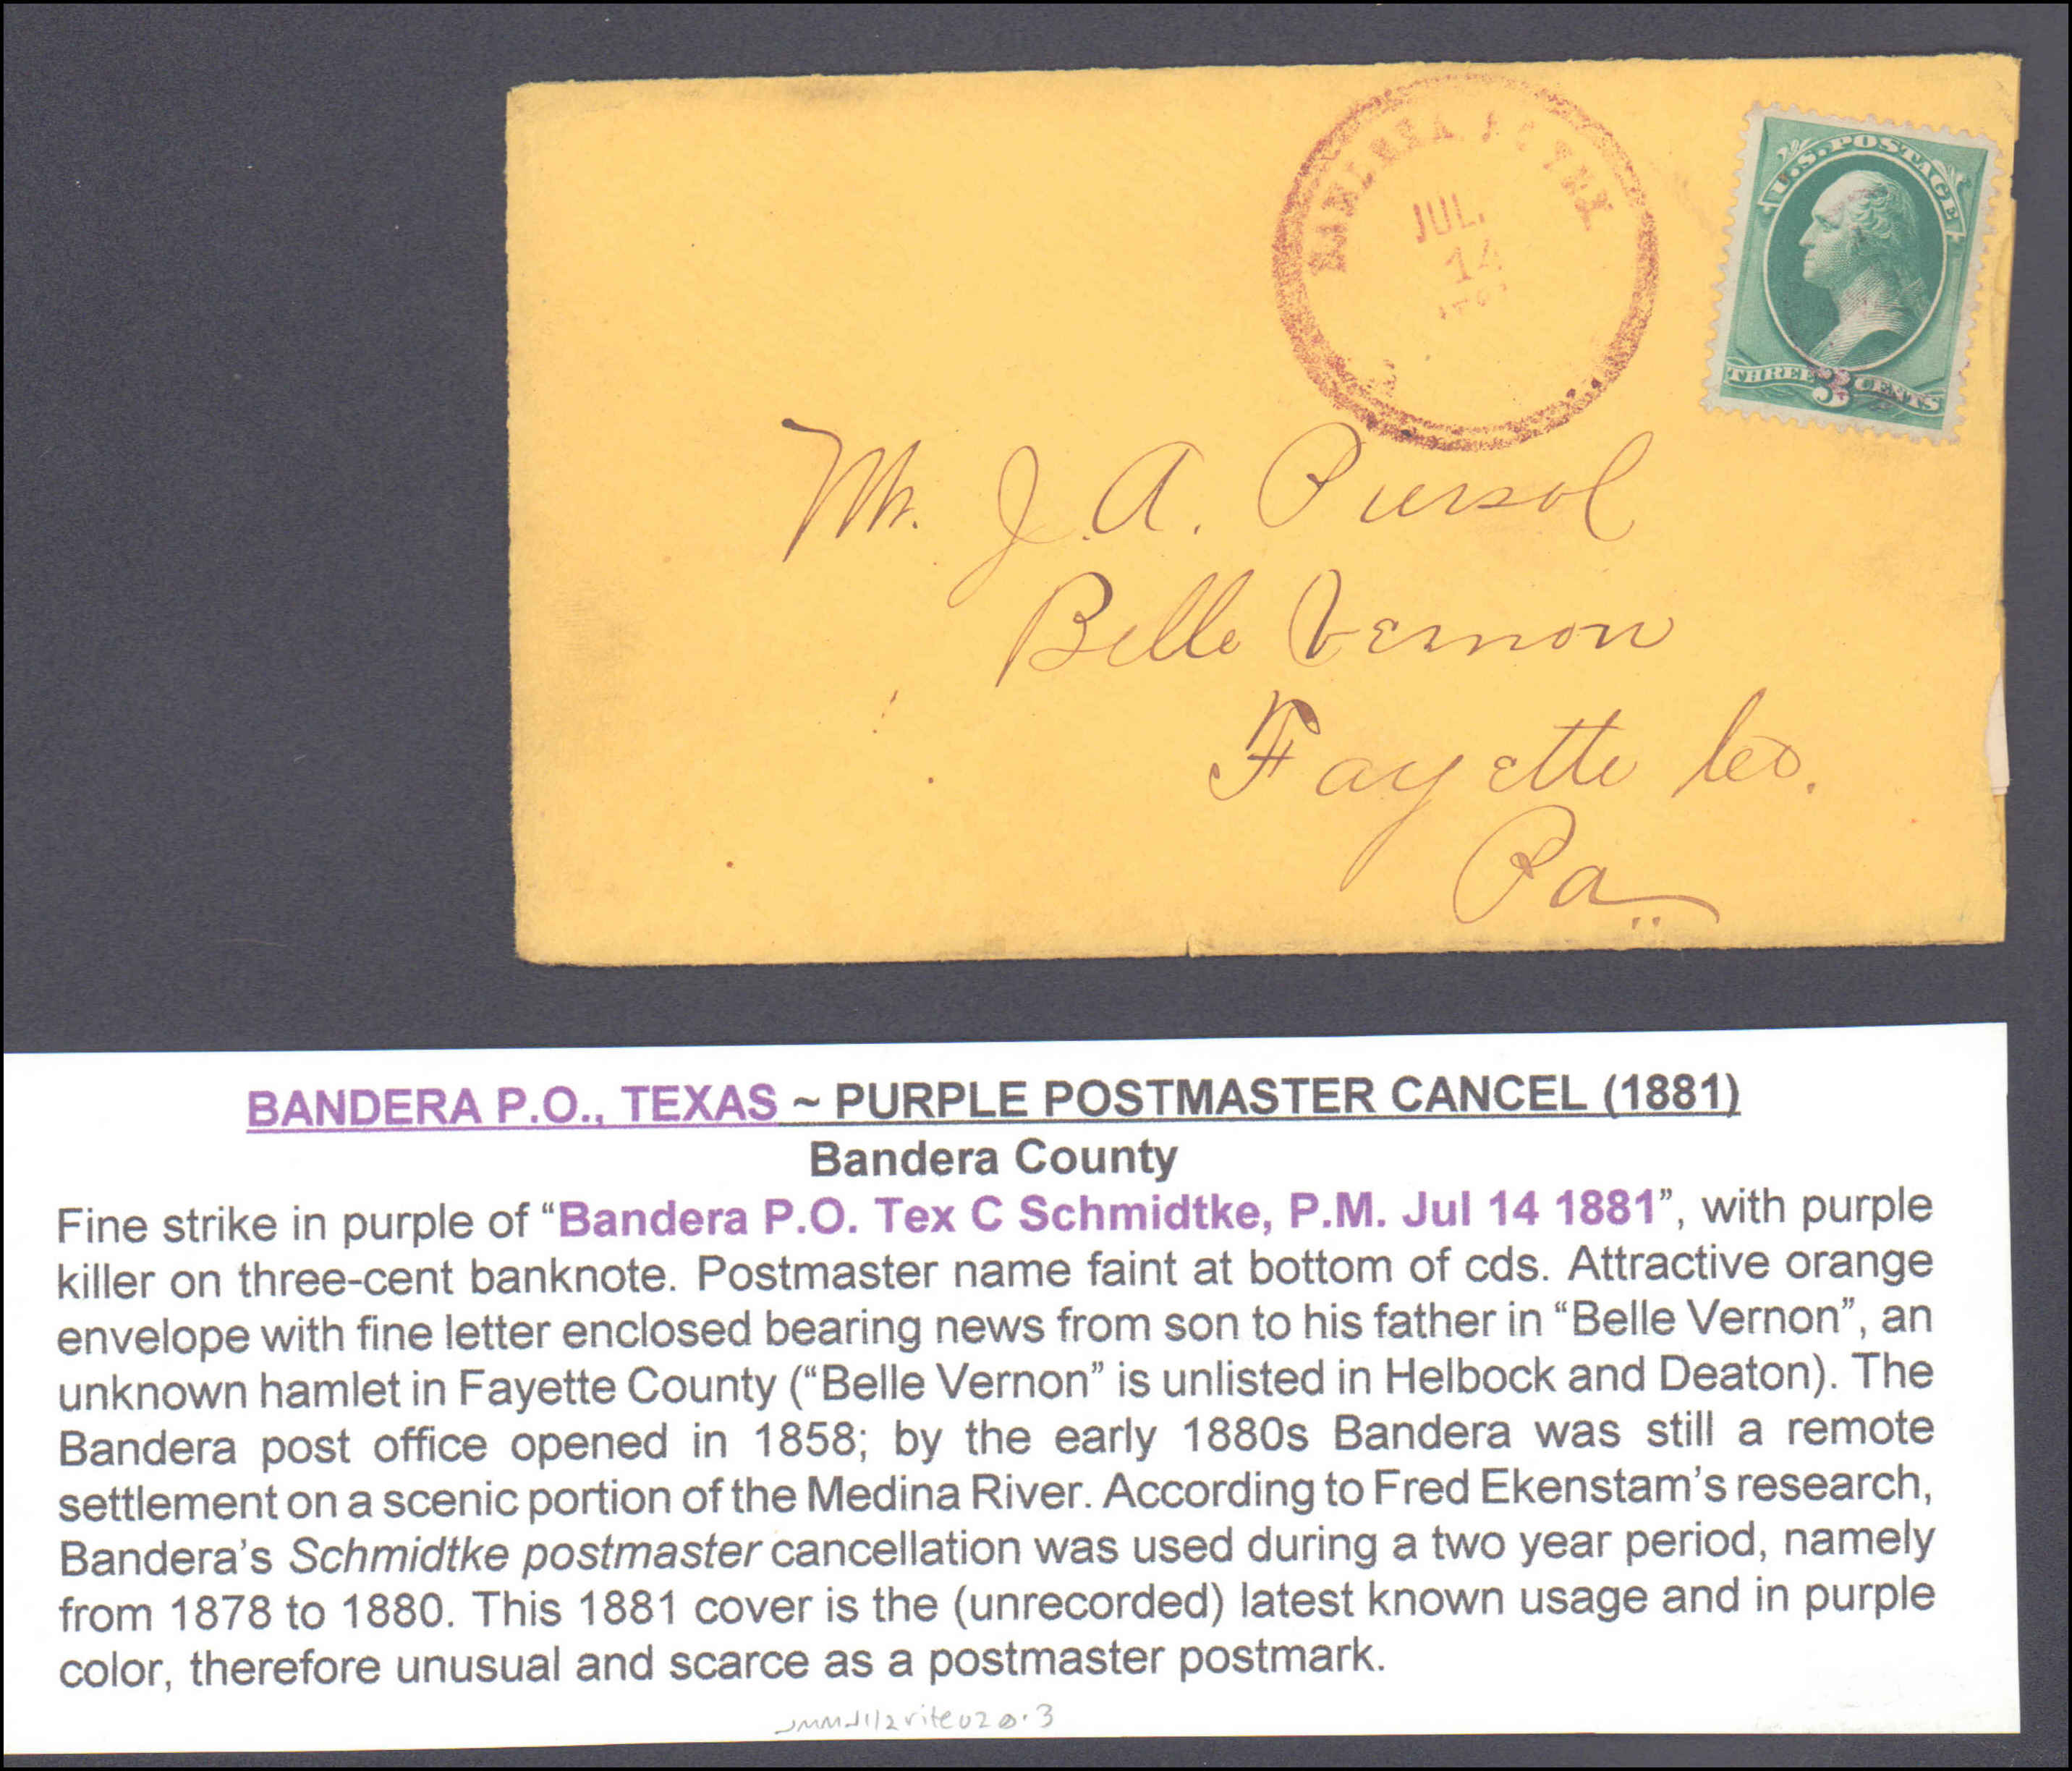 BANDERA P.O. TEX
JUL.
14
U.S. POSTAGE
THREE 3 CENTS
Mr. J. A. Piersol
Belle Vernon
Fayette Co.
Pa
BANDERA P.O., TEXAS ~ PURPLE POSTMASTER CANCEL (1881)
Bandera County
Fine strike in purple of “Bandera P.O. Tex C Schmidtke, P.M. Jul 14 1881”, with purple
killer on three-cent banknote. Postmaster name faint at bottom of cds. Attractive orange
envelope with fine letter enclosed bearing news from son to his father in “Belle Vernon”, an
unknown hamlet in Fayette County (“Belle Vernon” is unlisted in Helbock and Deaton). The
Bandera post office opened in 1858; by the early 1880s Bandera was still a remote
settlement on a scenic portion of the Medina River. According to Fred Ekenstam’s research,
Bandera’s Schmidtke postmaster cancellation was used during a two year period, namely
from 1878 to 1880. This 1881 cover is the (unrecorded) latest known usage and in purple
color, therefore unusual and scarce as a postmaster postmark.